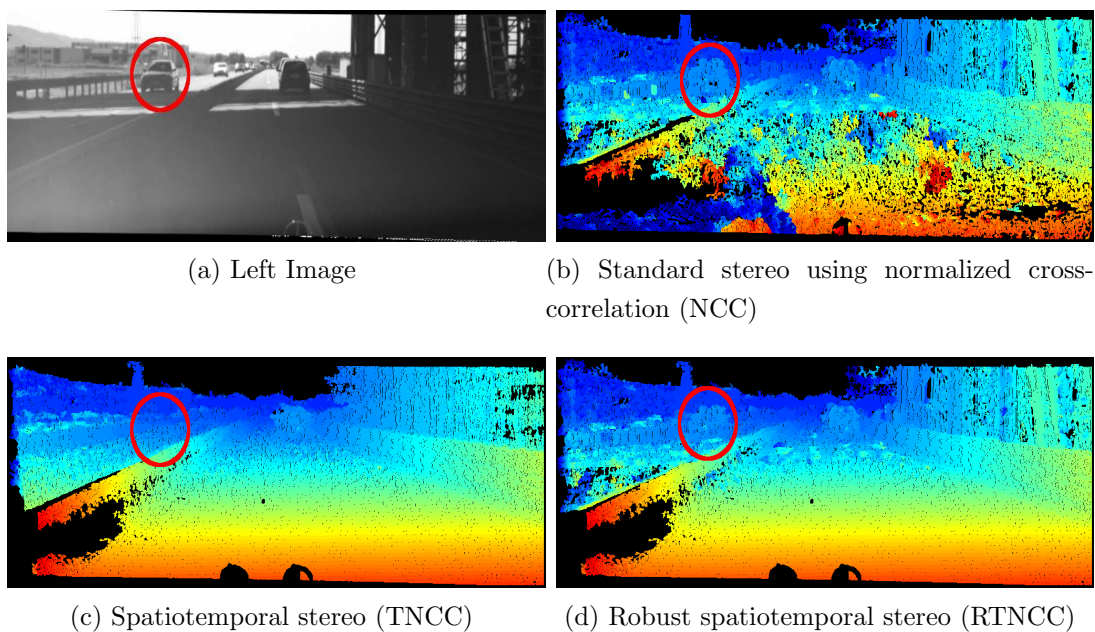 (a) Left Image
(b) Standard stereo using normalized cross-
correlation (NCC)
(c) Spatiotemporal stereo (TNCC)
(d) Robust spatiotemporal stereo (RTNCC)